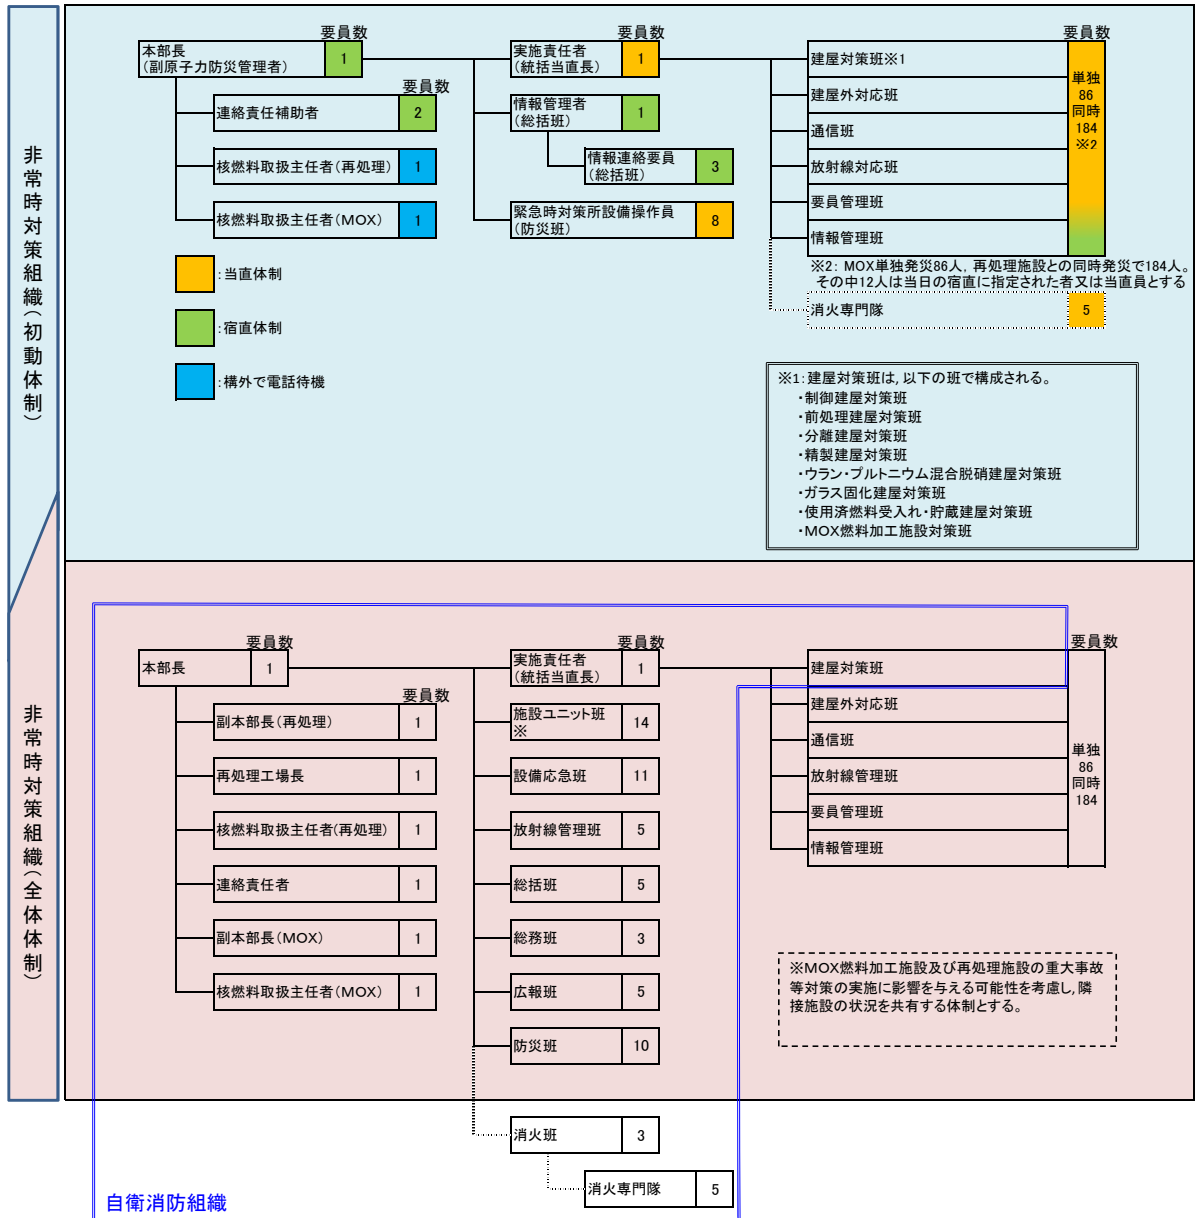 非常時対策組織(初動体制)
要員数
本部長
(副原子力防災管理者)
1
要員数
連絡責任補助者
2
核燃料取扱主任者(再処理)
1
核燃料取扱主任者(MOX)
1
:当直体制
:宿直体制
:構外で電話待機
要員数
実施責任者
(統括当直長)
1
情報管理者
(総括班)
1
情報連絡要員
(総括班)
3
緊急時対策所設備操作員
(防災班)
8
要員数
建屋対策班※1
建屋外対応班
通信班
放射線対応班
要員管理班
情報管理班
単独
86
同時
184
※2
※2: MOX単独発災86人, 再処理施設との同時発災で184人。
その中12人は当日の宿直に指定された者又は当直員とする
消火専門隊
5
※1:建屋対策班は,以下の班で構成される。
・制御建屋対策班
・前処理建屋対策班
・分離建屋対策班
・精製建屋対策班
・ウラン・プルトニウム混合脱硝建屋対策班
・ガラス固化建屋対策班
・使用済燃料受入れ・貯蔵建屋対策班
・MOX燃料加工施設対策班
非常時対策組織(全体体制)
要員数
本部長
1
要員数
副本部長(再処理)
1
再処理工場長
1
核燃料取扱主任者(再処理)
1
連絡責任者
1
副本部長(MOX)
1
核燃料取扱主任者(MOX)
1
要員数
実施責任者
(統括当直長)
1
施設ユニット班
※
14
設備応急班
11
放射線管理班
5
総括班
5
総務班
3
広報班
5
防災班
10
要員数
建屋対策班
建屋外対応班
通信班
放射線管理班
要員管理班
情報管理班
単独
86
同時
184
※MOX燃料加工施設及び再処理施設の重大事故
等対策の実施に影響を与える可能性を考慮し,隣
接施設の状況を共有する体制とする。
消火班
3
消火専門隊
5
自衛消防組織